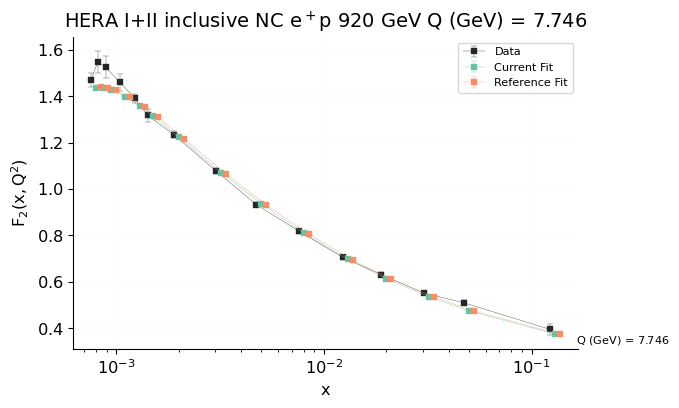 HERA I+II inclusive NC e⁺p 920 GeV Q (GeV) = 7.746
Data
Current Fit
Reference Fit
F₂(x, Q²)
1.6
1.4
1.2
1.0
0.8
0.6
0.4
Q (GeV) = 7.746
10⁻³
10⁻²
10⁻¹
x